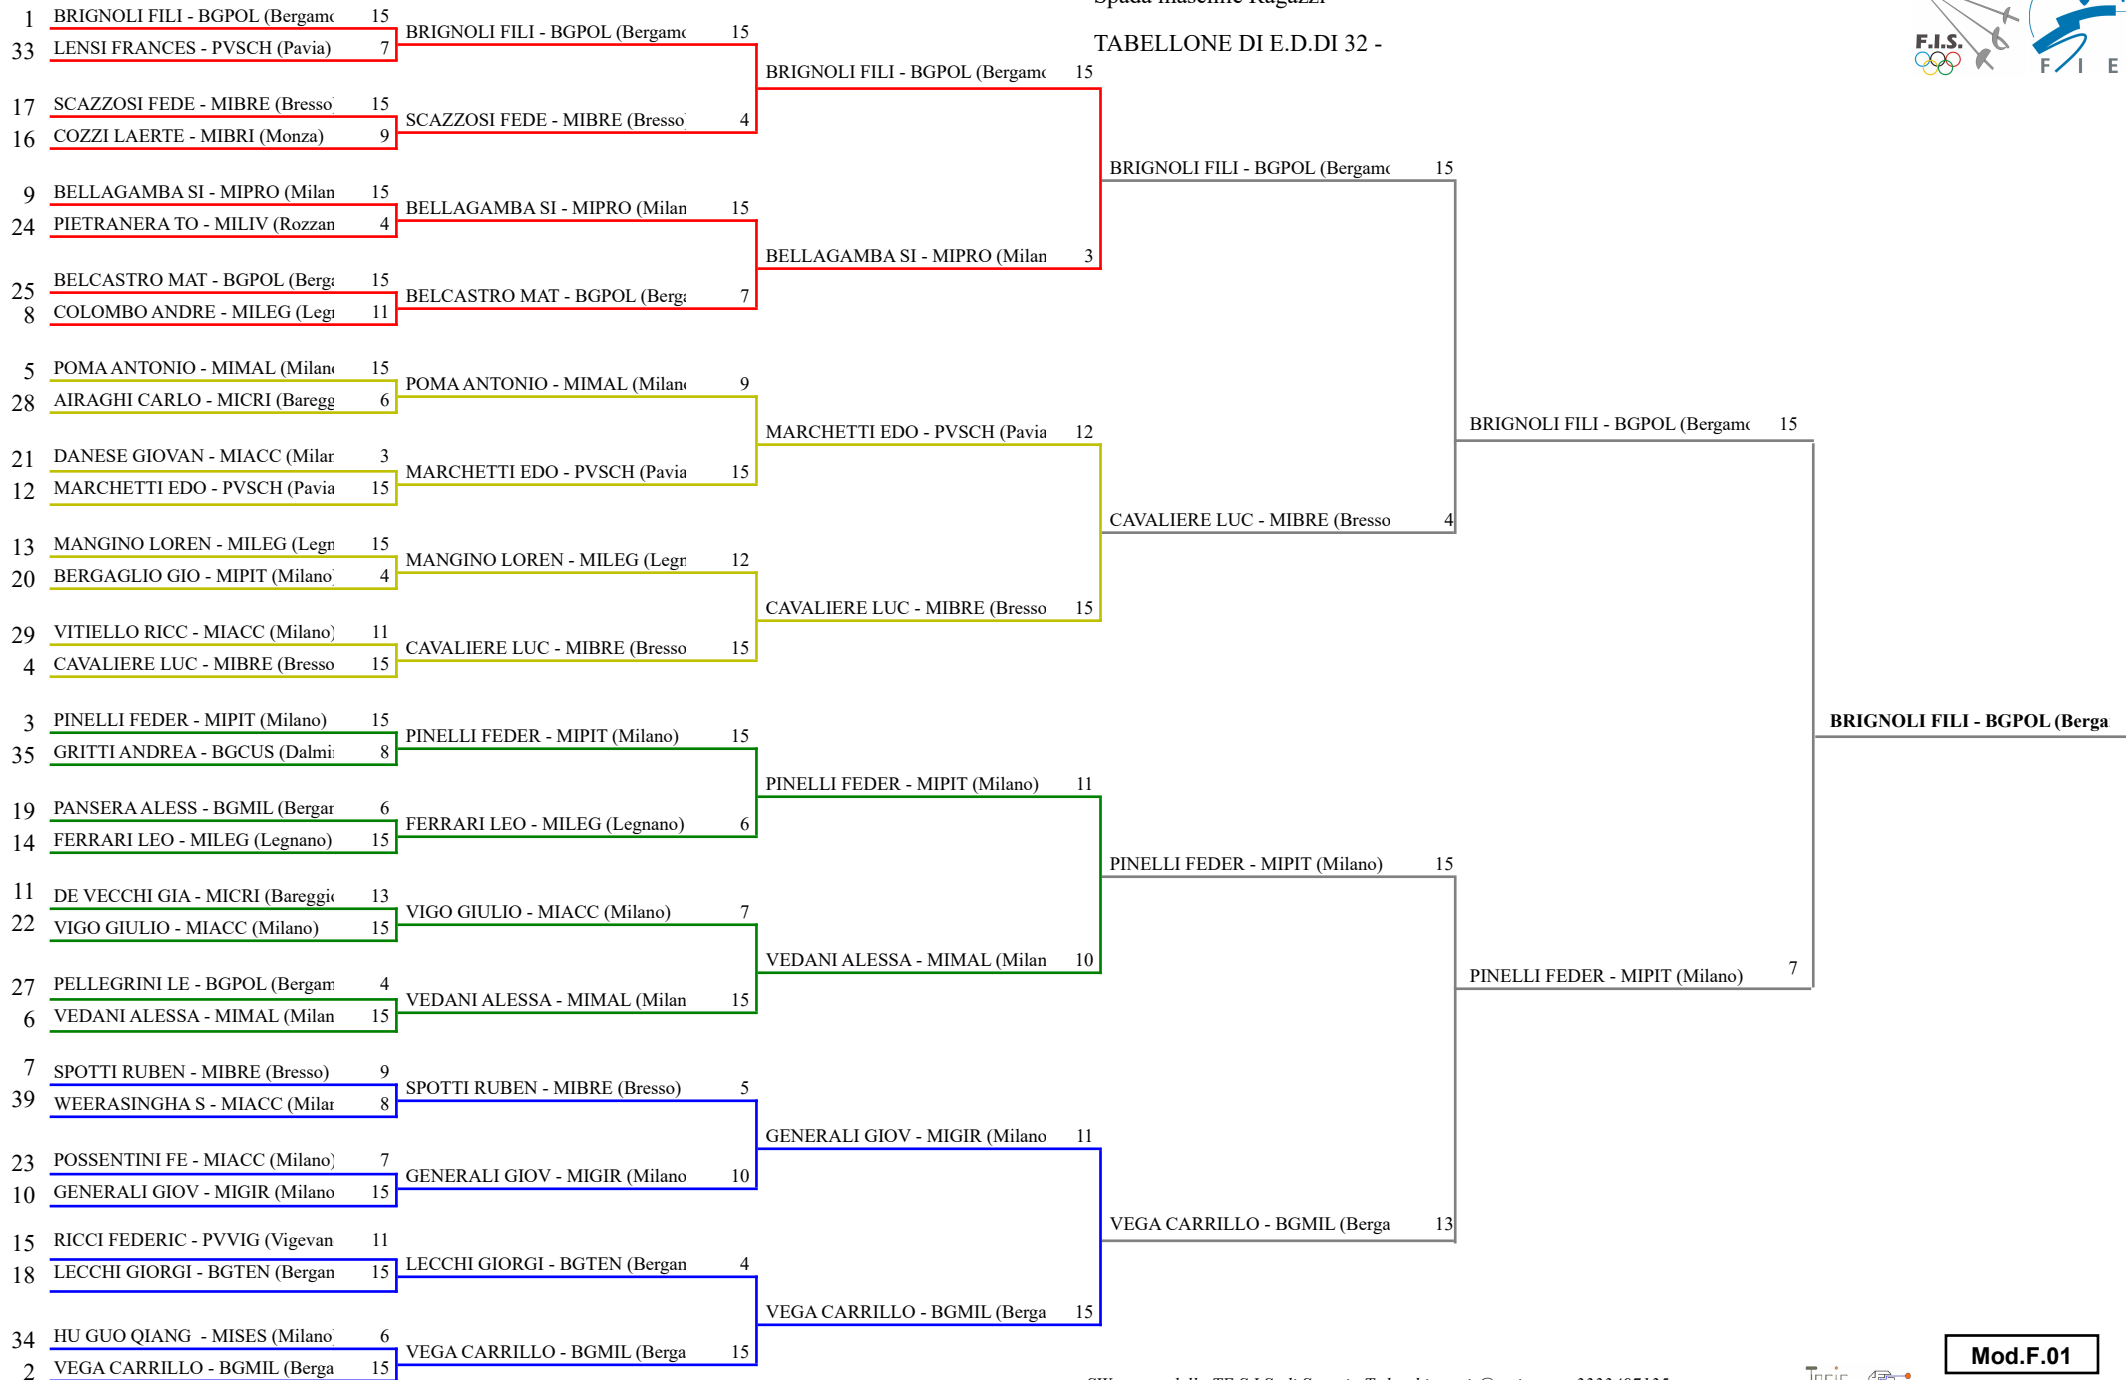 Spada maschile Ragazzi
TABELLONE DI E.D.DI 32 -
F.I.S.
F I E
1 BRIGNOLI FILI - BGPOL (Bergamo 15
33 LENSI FRANCES - PVSCH (Pavia) 7
17 SCAZZOSI FEDE - MIBRE (Bresso 15
16 COZZI LAERTE - MIBRI (Monza) 9
9 BELLAGAMBA SI - MIPRO (Milan 15
24 PIETRANERA TO - MILIV (Rozzan 4
25 BELCASTRO MAT - BGPOL (Berga 15
8 COLOMBO ANDRE - MILEG (Legn 11
5 POMA ANTONIO - MIMAL (Milano 15
28 AIRAGHI CARLO - MICRI (Baregg 6
21 DANESE GIOVAN - MIACC (Milan 3
12 MARCHETTI EDO - PVSCH (Pavia 15
13 MANGINO LOREN - MILEG (Legn 15
20 BERGAGLIO GIO - MIPIT (Milano) 4
29 VITIELLO RICC - MIACC (Milano) 11
4 CAVALIERE LUC - MIBRE (Bresso 15
3 PINELLI FEDER - MIPIT (Milano) 15
35 GRITTI ANDREA - BGCUS (Dalmi 8
19 PANSERA ALESS - BGMIL (Bergam 6
14 FERRARI LEO - MILEG (Legnano) 15
11 DE VECCHI GIA - MICRI (Bareggio 13
22 VIGO GIULIO - MIACC (Milano) 15
27 PELLEGRINI LE - BGPOL (Bergam 4
6 VEDANI ALESSA - MIMAL (Milan 15
7 SPOTTI RUBEN - MIBRE (Bresso) 9
39 WEERASINGHA S - MIACC (Milan 8
23 POSSENTINI FE - MIACC (Milano) 7
10 GENERALI GIOV - MIGIR (Milano 15
15 RICCI FEDERIC - PVVIG (Vigevan 11
18 LECCHI GIORGI - BGTEN (Bergam 15
34 HU GUO QIANG - MISES (Milano) 6
2 VEGA CARRILLO - BGMIL (Berga 15
BRIGNOLI FILI - BGPOL (Bergamo 15
SCAZZOSI FEDE - MIBRE (Bresso 4
BELLAGAMBA SI - MIPRO (Milan 15
BELCASTRO MAT - BGPOL (Berga 7
POMA ANTONIO - MIMAL (Milano 9
MARCHETTI EDO - PVSCH (Pavia 15
MANGINO LOREN - MILEG (Legn 12
CAVALIERE LUC - MIBRE (Bresso 15
PINELLI FEDER - MIPIT (Milano) 15
FERRARI LEO - MILEG (Legnano) 6
VIGO GIULIO - MIACC (Milano) 7
VEDANI ALESSA - MIMAL (Milan 15
SPOTTI RUBEN - MIBRE (Bresso) 5
GENERALI GIOV - MIGIR (Milano 10
LECCHI GIORGI - BGTEN (Bergam 4
VEGA CARRILLO - BGMIL (Berga 15
BRIGNOLI FILI - BGPOL (Bergamo 15
BELLAGAMBA SI - MIPRO (Milan 3
MARCHETTI EDO - PVSCH (Pavia 12
CAVALIERE LUC - MIBRE (Bresso 15
PINELLI FEDER - MIPIT (Milano) 11
VEDANI ALESSA - MIMAL (Milan 10
GENERALI GIOV - MIGIR (Milano 11
VEGA CARRILLO - BGMIL (Berga 15
BRIGNOLI FILI - BGPOL (Bergamo 15
CAVALIERE LUC - MIBRE (Bresso 4
PINELLI FEDER - MIPIT (Milano) 15
VEGA CARRILLO - BGMIL (Berga 13
BRIGNOLI FILI - BGPOL (Bergamo 15
PINELLI FEDER - MIPIT (Milano) 7
BRIGNOLI FILI - BGPOL (Berga
Mod.F.01